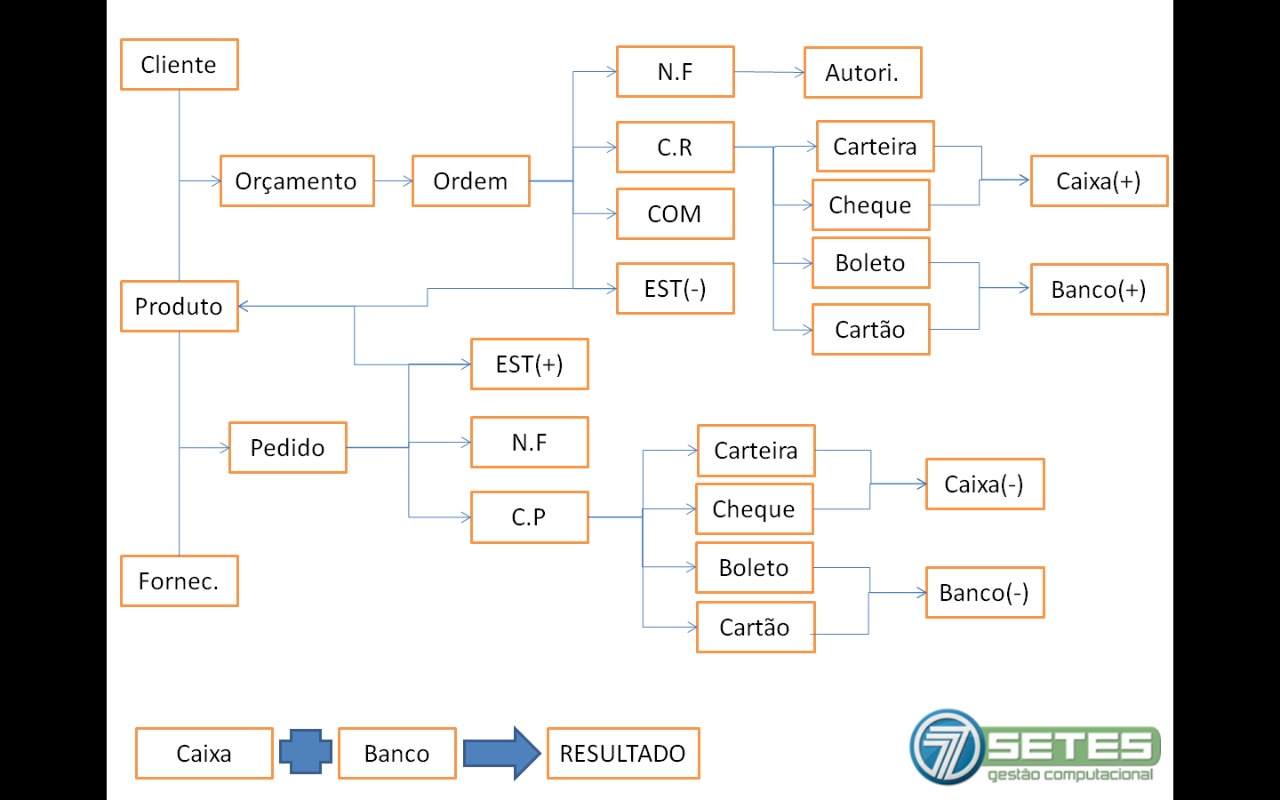 Cliente
N.F
Autori.
C.R
Carteira
Orçamento
Ordem
Caixa(+)
COM
Cheque
Boleto
EST(-)
Banco(+)
Produto
Cartão
EST(+)
N.F
Pedido
Carteira
Caixa(-)
C.P
Cheque
Boleto
Fornec.
Banco(-)
Cartão
Caixa
Banco
RESULTADO
7 SETES
gestão computacional